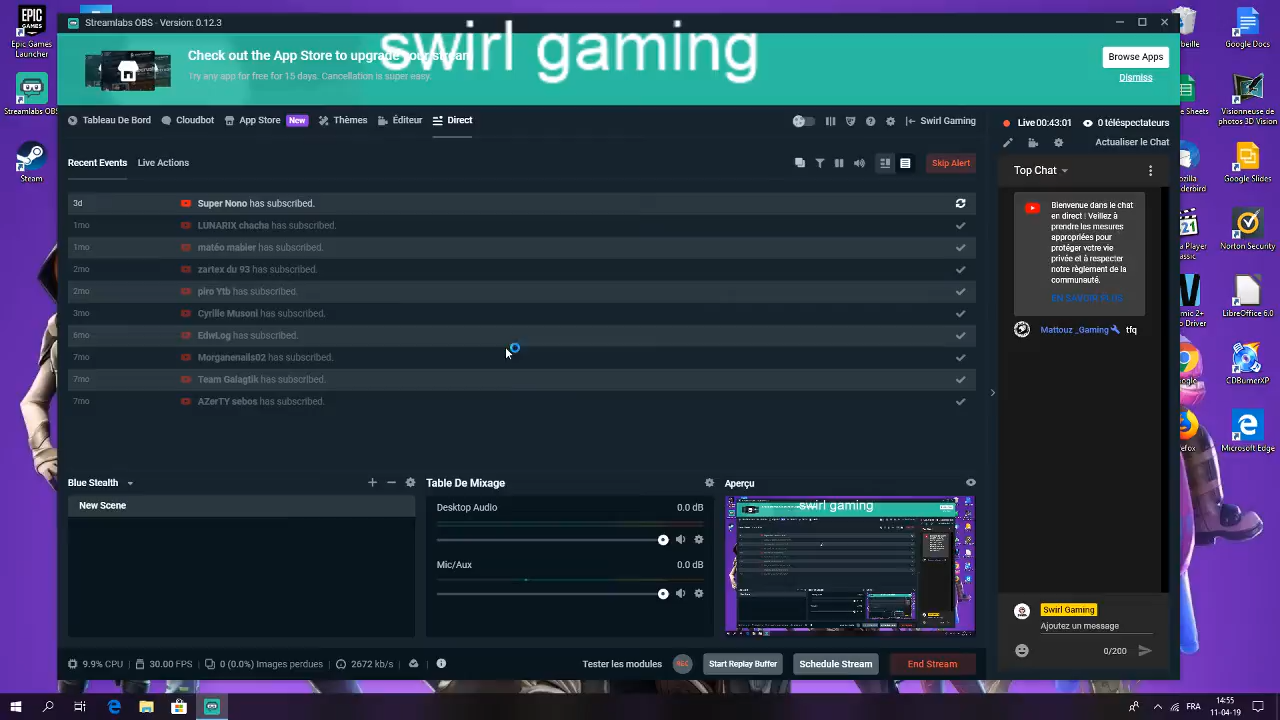 Epic Games
Launcher
Streamlabs OBS
Steam
Streamlabs OBS - Version: 0.12.3
swirl gaming
Check out the App Store to upgrade your stream
Try any app for free for 15 days. Cancellation is super easy.
Browse Apps
Dismiss
Tableau De Bord
Cloudbot
App Store
New
Thèmes
Éditeur
Direct
Swirl Gaming
Live 00:43:01
0 téléspectateurs
Actualiser le Chat
Recent Events
Live Actions
Skip Alert
3d Super Nono has subscribed.
1mo LUNARIX chacha has subscribed.
1mo matéo mabier has subscribed.
2mo zartex du 93 has subscribed.
2mo piro Ytb has subscribed.
3mo Cyrille Musoni has subscribed.
6mo EdwLog has subscribed.
7mo Morganenails02 has subscribed.
7mo Team Galagtik has subscribed.
7mo AZerTY sebos has subscribed.
Top Chat
Bienvenue dans le chat
en direct : Veillez à
prendre les mesures
appropriées pour
protéger votre vie
privée et à respecter
notre règlement de la
communauté.
EN SAVOIR PLUS
Mattouz _Gaming tfq
Blue Stealth
New Scene
Table De Mixage
Desktop Audio 0.0 dB
Mic/Aux 0.0 dB
Aperçu
swirl gaming
Swirl Gaming
Ajoutez un message
0/200
9.9% CPU
30.00 FPS
0 (0.0%) Images perdues
2672 kb/s
Tester les modules
REC
Start Replay Buffer
Schedule Stream
End Stream
Google Docs
Visionneuse
de photos 3D Vision
Google Slides
Norton Security
LibreOffice 6.0
CDBurnerXP
Microsoft Edge
FRA
14:55
11-04-19